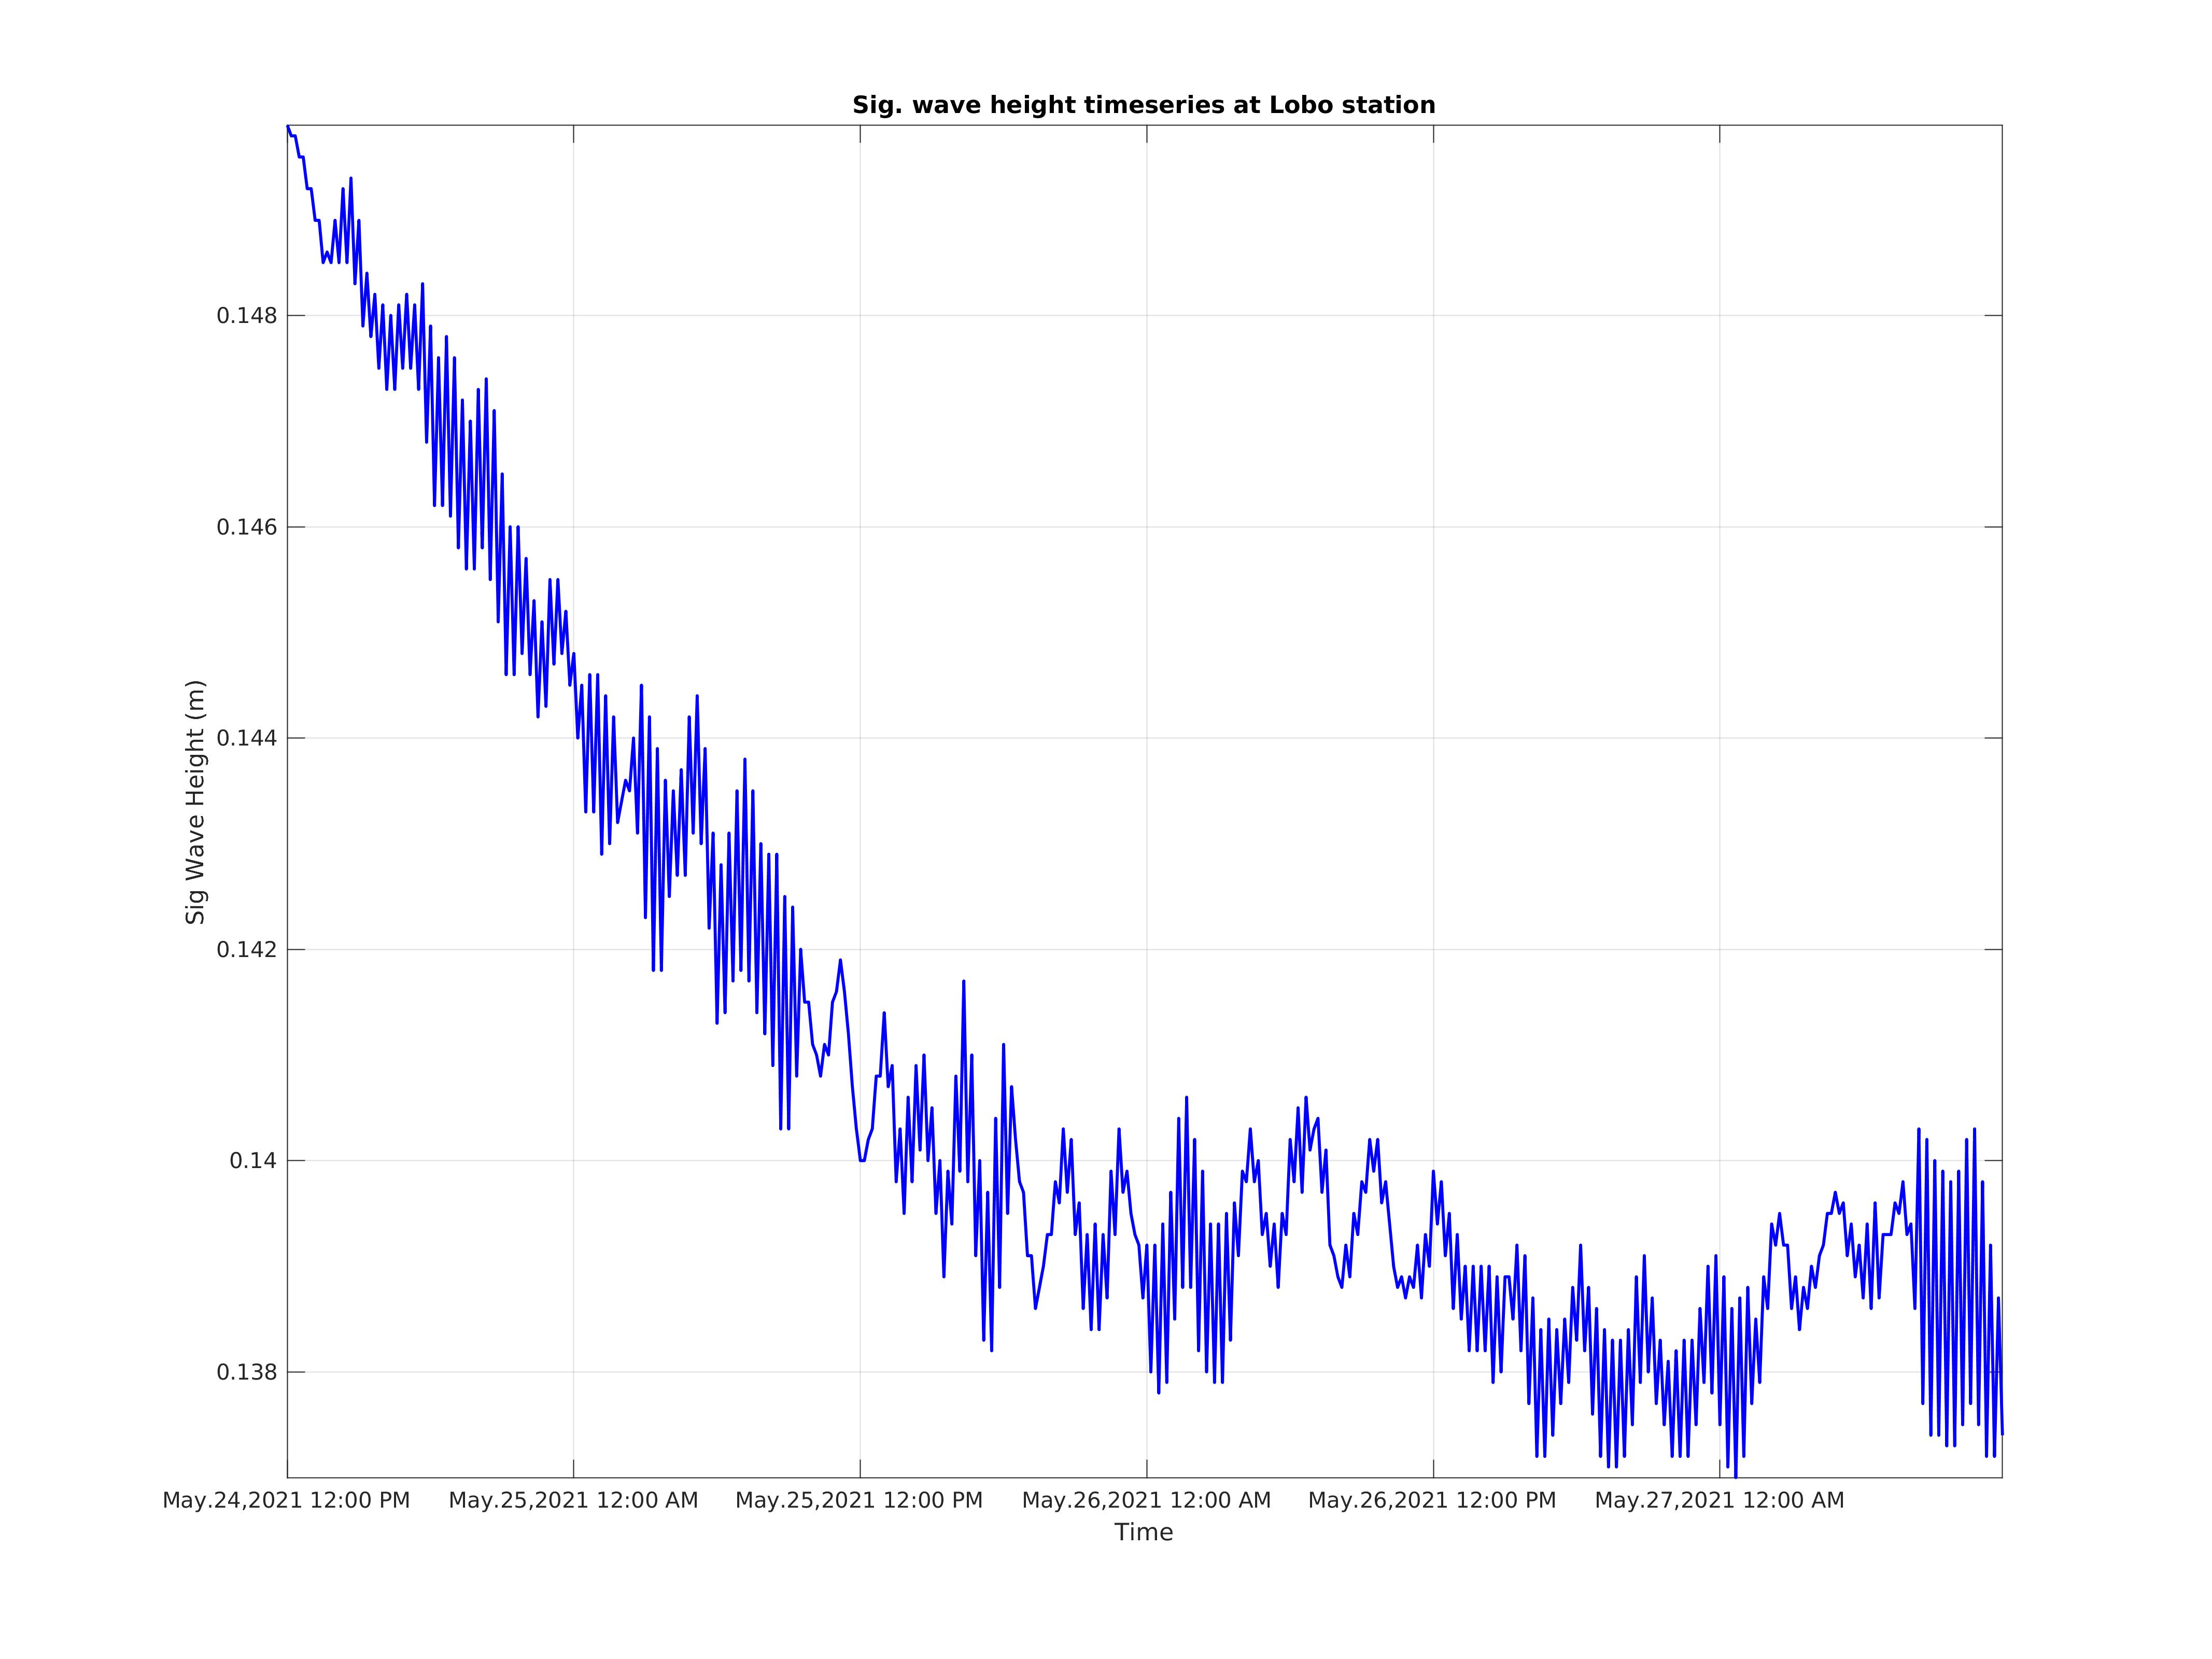 Sig. wave height timeseries at Lobo station
0.148
0.146
0.144
0.142
0.14
0.138
Sig Wave Height (m)
May.24,2021 12:00 PM
May.25,2021 12:00 AM
May.25,2021 12:00 PM
May.26,2021 12:00 AM
May.26,2021 12:00 PM
May.27,2021 12:00 AM
Time